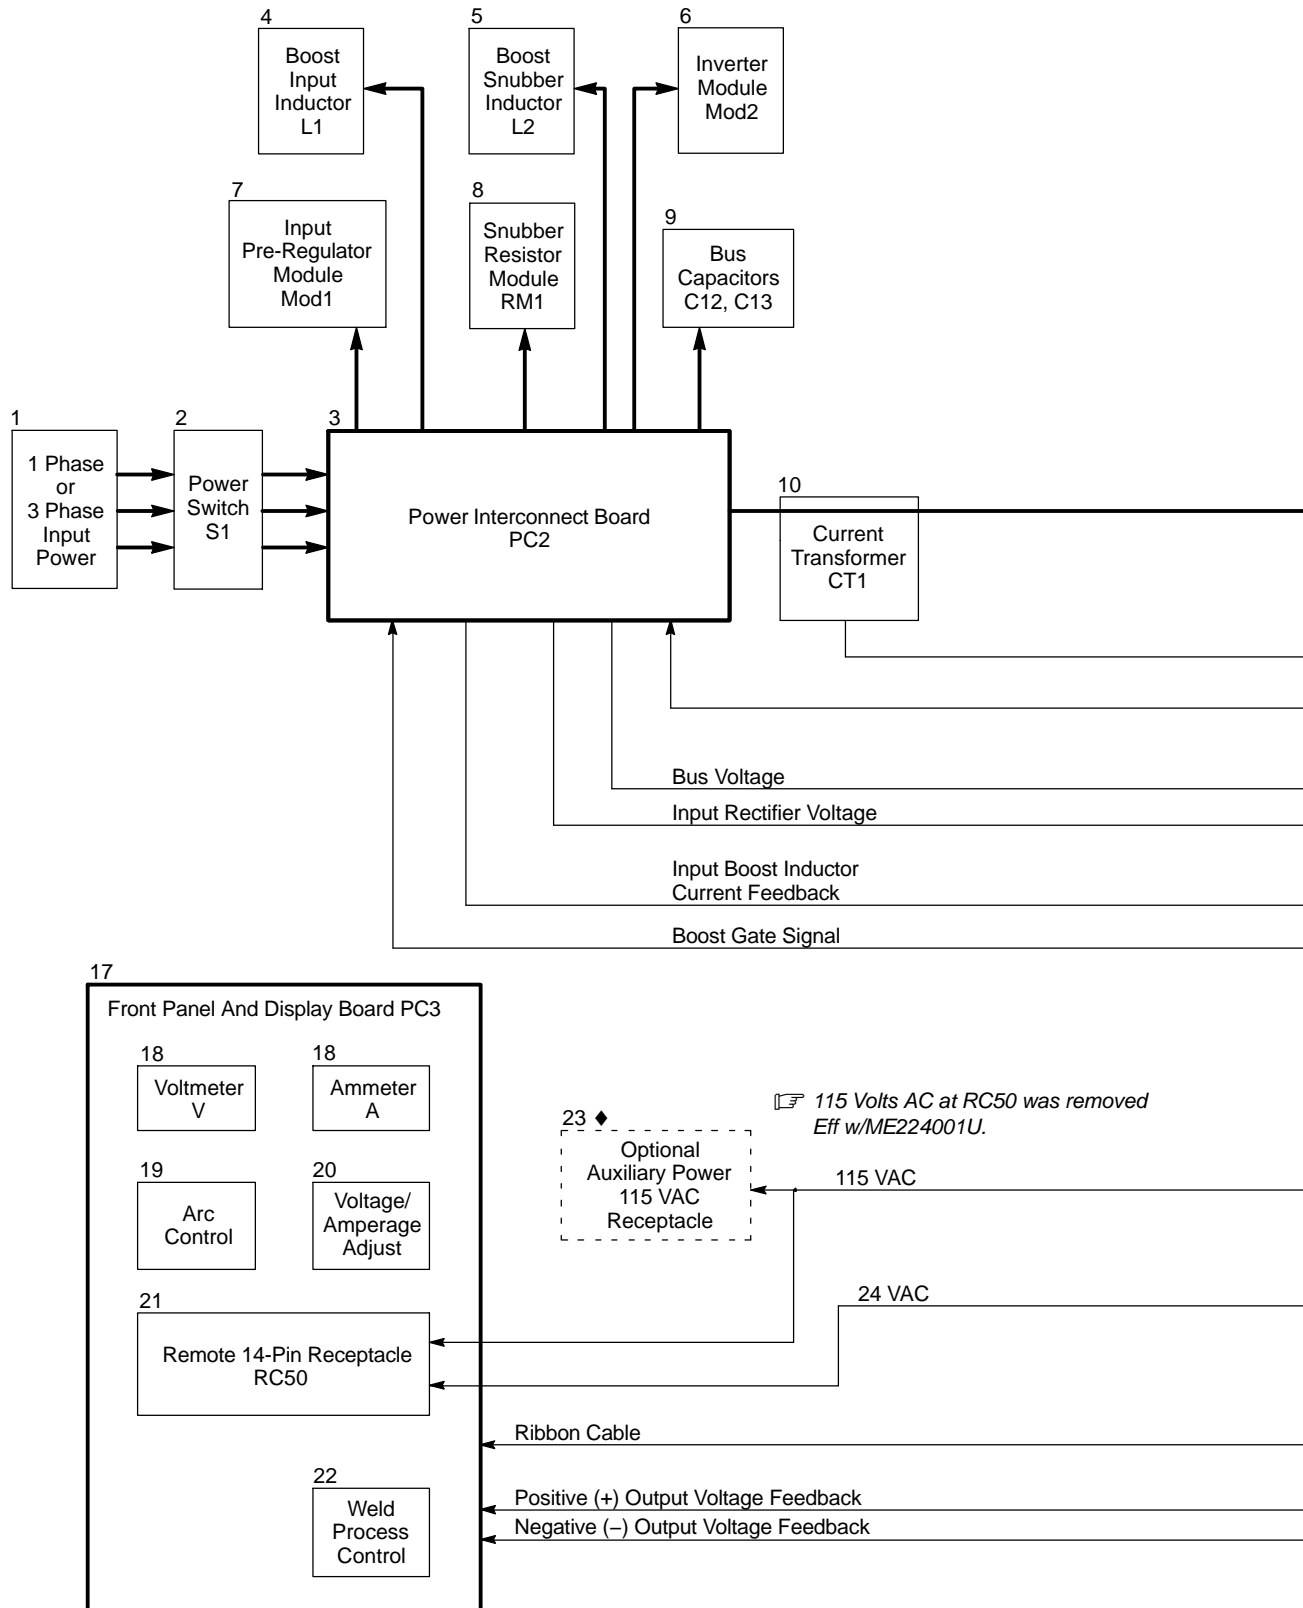 4
Boost
Input
Inductor
L1
5
Boost
Snubber
Inductor
L2
6
Inverter
Module
Mod2
7
Input
Pre-Regulator
Module
Mod1
8
Snubber
Resistor
Module
RM1
9
Bus
Capacitors
C12, C13
1
1 Phase
or
3 Phase
Input
Power
2
Power
Switch
S1
3
Power Interconnect Board
PC2
10
Current
Transformer
CT1
Bus Voltage
Input Rectifier Voltage
Input Boost Inductor
Current Feedback
Boost Gate Signal
17
Front Panel And Display Board PC3
18
Voltmeter
V
18
Ammeter
A
19
Arc
Control
20
Voltage/
Amperage
Adjust
21
Remote 14-Pin Receptacle
RC50
22
Weld
Process
Control
23 ♦
Optional
Auxiliary Power
115 VAC
Receptacle
☞ 115 Volts AC at RC50 was removed
Eff w/ME224001U.
115 VAC
24 VAC
Ribbon Cable
Positive (+) Output Voltage Feedback
Negative (−) Output Voltage Feedback